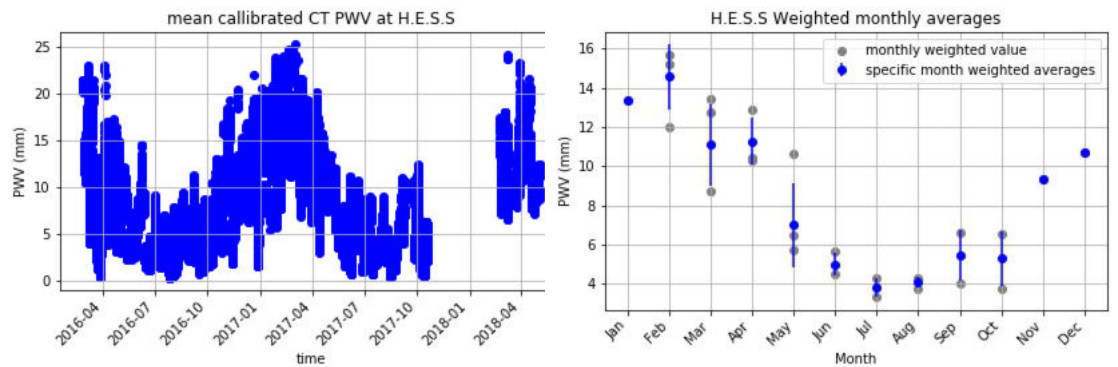 mean callibrated CT PWV at H.E.S.S
25
20
15
10
5
0
PWV (mm)
2016-04
2016-07
2016-10
2017-01
2017-04
2017-07
2017-10
2018-01
2018-04
time
H.E.S.S Weighted monthly averages
monthly weighted value
specific month weighted averages
16
14
12
10
8
6
4
PWV (mm)
Jan
Feb
Mar
Apr
May
Jun
Jul
Aug
Sep
Oct
Nov
Dec
Month